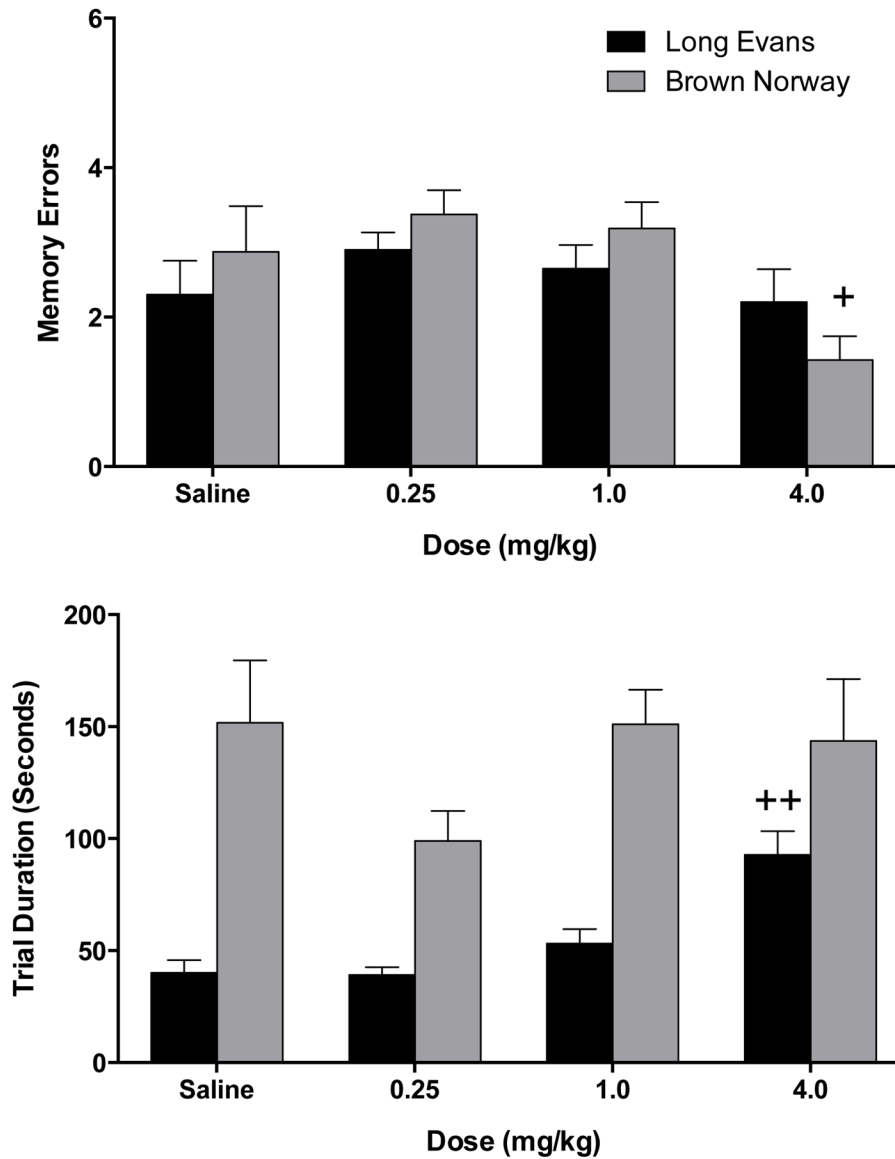 6
Long Evans
Brown Norway
4
Memory Errors
+
2
0
Saline 0.25 1.0 4.0
Dose (mg/kg)
200
150
Trial Duration (Seconds)
++
100
50
0
Saline 0.25 1.0 4.0
Dose (mg/kg)